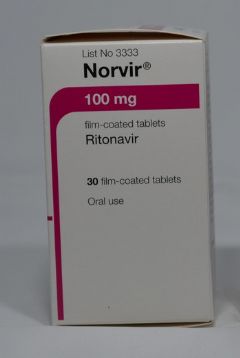 List No 3333
Norvir®
100 mg
film-coated tablets
Ritonavir
30 film-coated tablets
Oral use